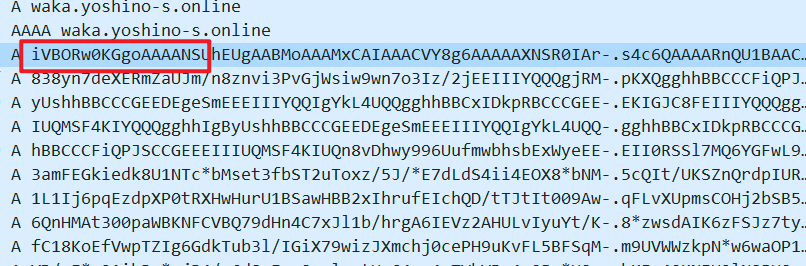 A waka.yoshino-s.online
AAAA waka.yoshino-s.online
A iVBORw0KGgoAAAANSUhEUgAABMoAAAMxCAIAAACVY8g6AAAAAXNSR0IAr-.s4c6QAAAARnQU1BAAC…
A 838yn7deXERmZaUJm/n8znvi3PvGjWsiw9wn7o3Iz/2jEEIIIYQQQgjRM-.pKXQgghhBBCCCFiQPJ…
A yUshhBBCCCGEEDEgeSmEEEIIIYQQIgYkL4UQQgghhBBCxIDkpRBCCCGEE-.EKIGJC8FEIIIYQQQgg…
A IUQMSF4KIYQQQgghhIgByUshhBBCCCGEEDEgeSmEEEIIIYQQIgYkL4UQQ-.gghhBBCxIDkpRBCCCG…
A hBBCCCFiQPJSCCGEEEIIIUQMSF4KIUQn8vDhwy996UufmwbhsbExWyeEE-.EII0RSSl7MQ6YGFwL9…
A 3amFEGkiedk8U1NTc*bMset3fbST2uToxz/5J/*E7dLdS4ii4EOX8*bNM-.5cQIt/UKSZnQrdpIUR…
A 1L1Ij6pqEzdpXP0tRXHwHurU1BSawHBB2xIhrufEIchQD/tTJtIt009Aw-.qFLvXUpmsCOHj2bSB5…
A 6QnHMAt300paWBKNFCVBQ79dHn4C7xJl1b/hrgA6IEVz2AHULvIyuYt/K-.8*zwsdAIK6zFSJz7ty…
A fC18KoEfVwpTZIg6GdkTub3l/IGiX79wizJXmchj0cePH9uKvFL5BFSqM-.m9UVWWzkpN*w6waOP1…